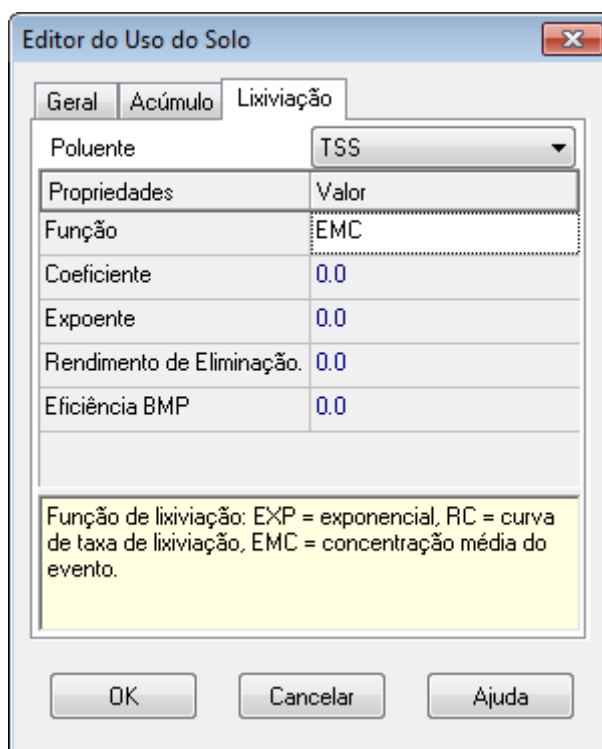 Editor do Uso do Solo
Geral Acúmulo Lixiviação
Poluente TSS
Propriedades Valor
Função EMC
Coeficiente 0.0
Expoente 0.0
Rendimento de Eliminação. 0.0
Eficiência BMP 0.0
Função de lixiviação: EXP = exponencial, RC = curva
de taxa de lixiviação, EMC = concentração média do
evento.
OK Cancelar Ajuda